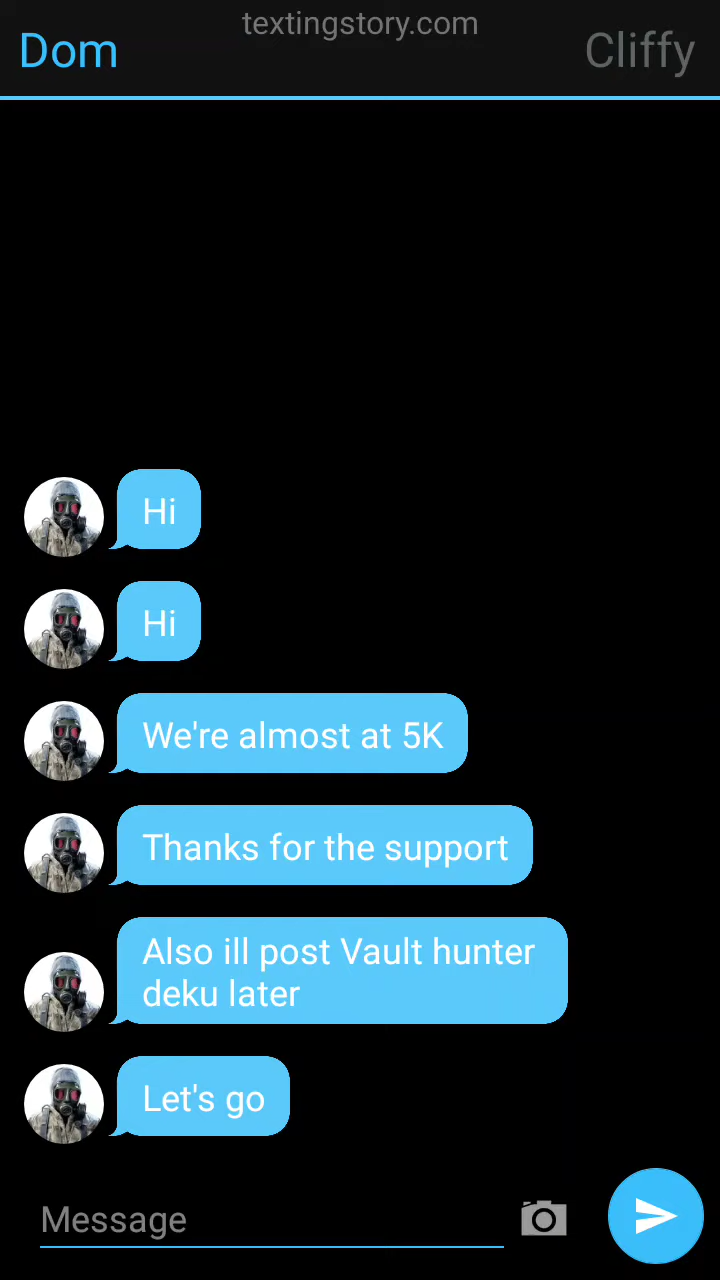 textingstory.com
Dom
Cliffy
Hi
Hi
We're almost at 5K
Thanks for the support
Also ill post Vault hunter
deku later
Let's go
Message